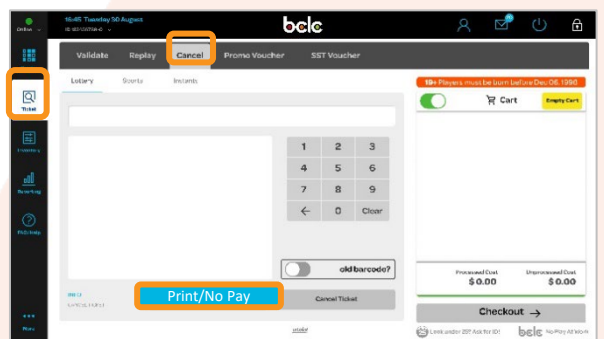 16:45 Tuesday 30 August
bclc
Online
Validate Replay Cancel Promo Voucher SST Voucher
Lottery Sports Instants
19+ Players must be born before Dec 06, 1990
Cart
Empty Cart
Ticket
Inventory
Reporting
FAQ/Help
More
1 2 3
4 5 6
7 8 9
← 0 Clear
old barcode?
Print/No Pay
Cancel Ticket
Processed Cost Unprocessed Cost
$0.00 $0.00
Checkout →
bclc